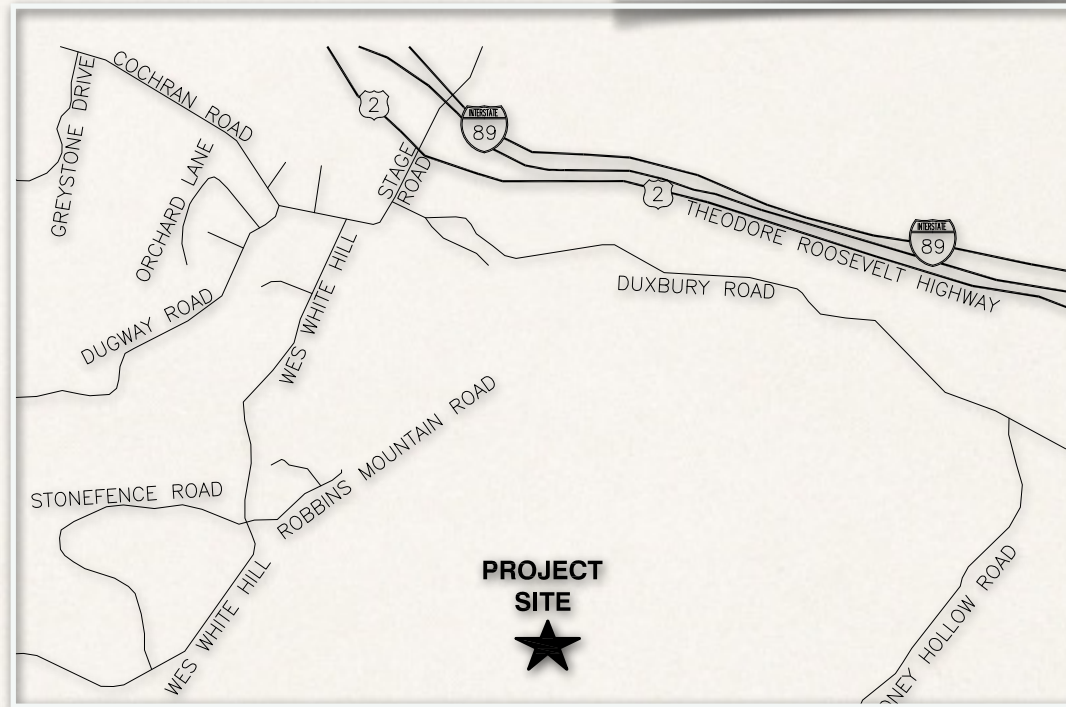 COCHRAN ROAD
GREYSTONE DRIVE
ORCHARD LANE
2
INTERSTATE
89
STAGE
ROAD
2
THEODORE ROOSEVELT HIGHWAY
INTERSTATE
89
DUXBURY ROAD
WES WHITE HILL
DUGWAY ROAD
ROBBINS MOUNTAIN ROAD
STONEFENCE ROAD
WES WHITE HILL
PROJECT
SITE
HOLLOW ROAD